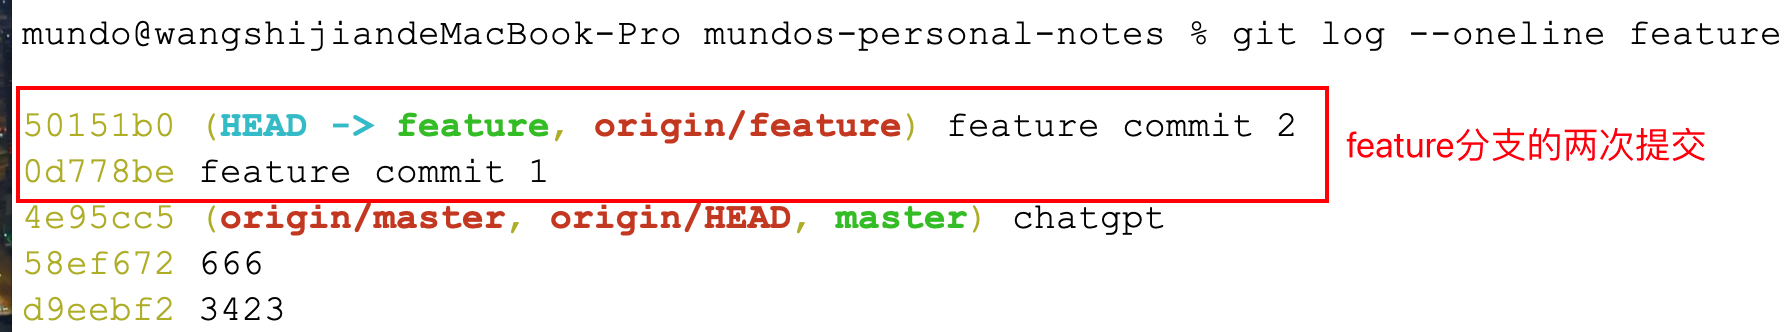 mundo@wangshijiandeMacBook-Pro mundos-personal-notes % git log --oneline feature
50151b0 (HEAD -> feature, origin/feature) feature commit 2
0d778be feature commit 1
feature分支的两次提交
4e95cc5 (origin/master, origin/HEAD, master) chatgpt
58ef672 666
d9eebf2 3423